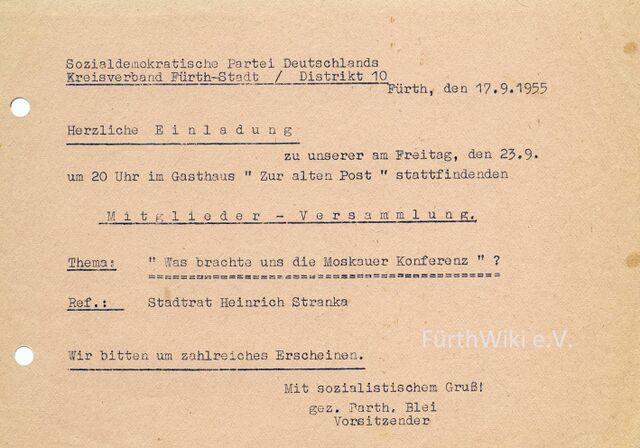 Sozialdemokratische Partei Deutschlands
Kreisverband Fürth-Stadt / Distrikt 10
Fürth, den 17.9.1955
Herzliche E i n l a d u n g
zu unserer am Freitag, den 23.9.
um 20 Uhr im Gasthaus " Zur alten Post " stattfindenden
M i t g l i e d e r - V e r s a m m l u n g.
Thema: " Was brachte uns die Moskauer Konferenz " ?
Ref.: Stadtrat Heinrich Stranka
FürthWiki e.V.
Wir bitten um zahlreiches Erscheinen.
Mit sozialistischem Gruß!
gez. Parth. Blei
Vorsitzender